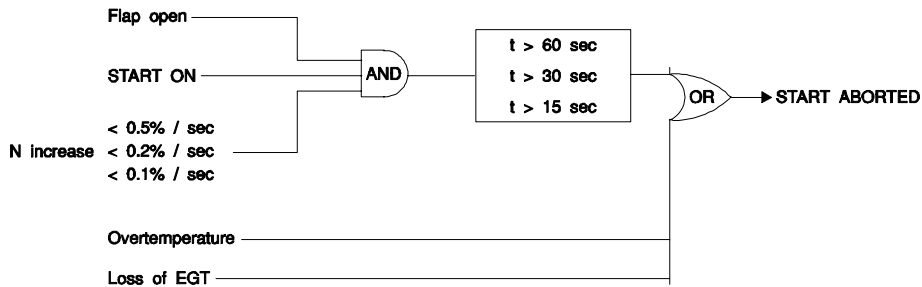 Flap open
START ON
N increase
< 0.5% / sec
< 0.2% / sec
< 0.1% / sec
AND
t > 60 sec
t > 30 sec
t > 15 sec
OR
START ABORTED
Overtemperature
Loss of EGT